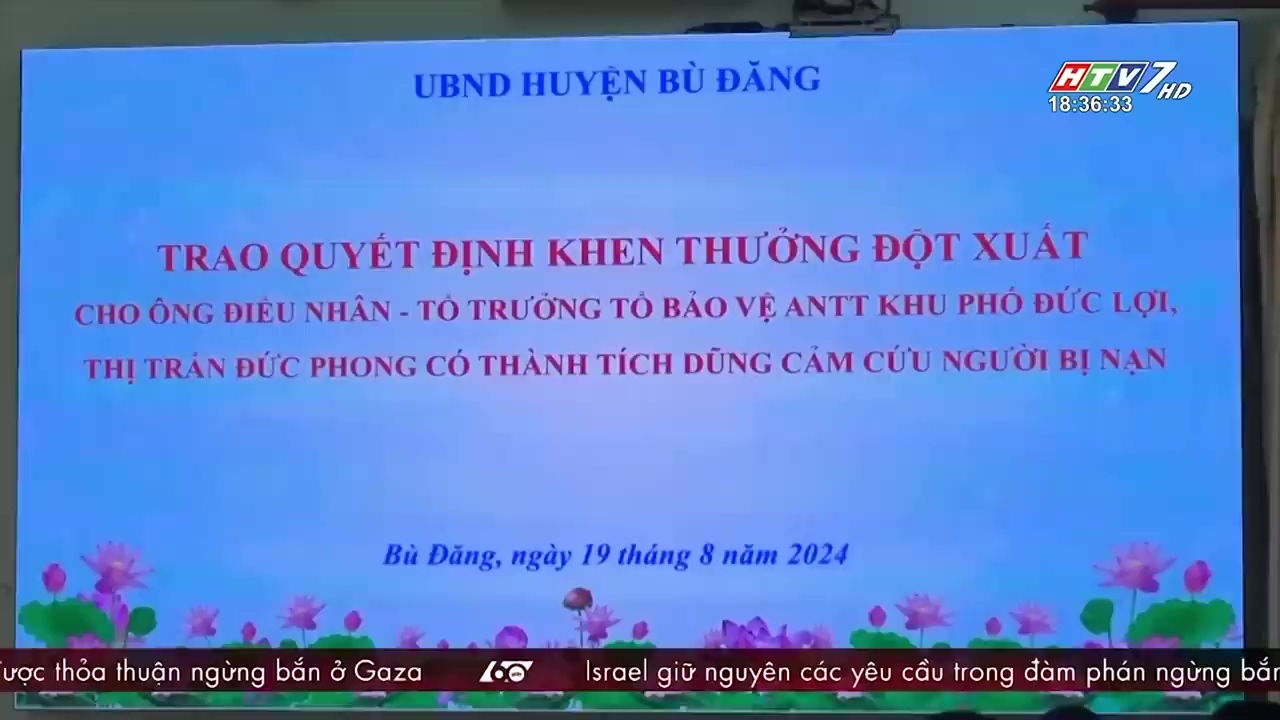 UBND HUYỆN BÙ ĐĂNG
HTV7 HD
18:36:33
TRAO QUYẾT ĐỊNH KHEN THƯỞNG ĐỘT XUẤT
CHO ÔNG ĐIỂU NHÂN - TỔ TRƯỞNG TỔ BẢO VỆ ANTT KHU PHỐ ĐỨC LỢI,
THỊ TRẤN ĐỨC PHONG CÓ THÀNH TÍCH DŨNG CẢM CỨU NGƯỜI BỊ NẠN
Bù Đăng, ngày 19 tháng 8 năm 2024
được thỏa thuận ngừng bắn ở Gaza 60 Israel giữ nguyên các yêu cầu trong đàm phán ngừng bắn